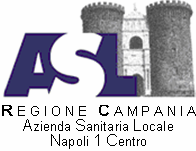 ASL
REGIONE CAMPANIA
Azienda Sanitaria Locale
Napoli 1 Centro